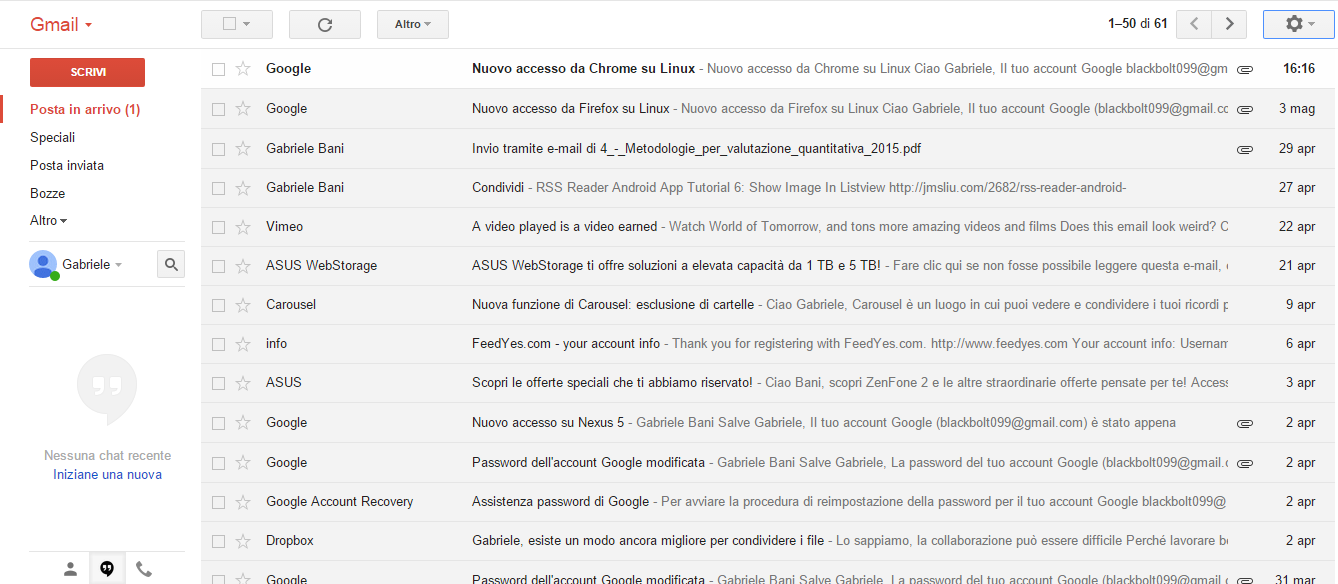 Gmail
Altro
1–50 di 61
SCRIVI
Posta in arrivo (1)
Speciali
Posta inviata
Bozze
Altro
Gabriele
Nessuna chat recente
Iniziane una nuova
Google Nuovo accesso da Chrome su Linux - Nuovo accesso da Chrome su Linux Ciao Gabriele, Il tuo account Google blackbolt099@gm 16:16
Google Nuovo accesso da Firefox su Linux - Nuovo accesso da Firefox su Linux Ciao Gabriele, Il tuo account Google (blackbolt099@gmail.cc 3 mag
Gabriele Bani Invio tramite e-mail di 4_-_Metodologie_per_valutazione_quantitativa_2015.pdf 29 apr
Gabriele Bani Condividi - RSS Reader Android App Tutorial 6: Show Image In Listview http://jmsliu.com/2682/rss-reader-android- 27 apr
Vimeo A video played is a video earned - Watch World of Tomorrow, and tons more amazing videos and films Does this email look weird? C 22 apr
ASUS WebStorage ASUS WebStorage ti offre soluzioni a elevata capacità da 1 TB e 5 TB! - Fare clic qui se non fosse possibile leggere questa e-mail, 21 apr
Carousel Nuova funzione di Carousel: esclusione di cartelle - Ciao Gabriele, Carousel è un luogo in cui puoi vedere e condividere i tuoi ricordi p 9 apr
info FeedYes.com - your account info - Thank you for registering with FeedYes.com. http://www.feedyes.com Your account info: Usernam 6 apr
ASUS Scopri le offerte speciali che ti abbiamo riservato! - Ciao Bani, scopri ZenFone 2 e le altre straordinarie offerte pensate per te! Access 3 apr
Google Nuovo accesso su Nexus 5 - Gabriele Bani Salve Gabriele, Il tuo account Google (blackbolt099@gmail.com) è stato appena 2 apr
Google Password dell'account Google modificata - Gabriele Bani Salve Gabriele, La password del tuo account Google (blackbolt099@gmail.c 2 apr
Google Account Recovery Assistenza password di Google - Per avviare la procedura di reimpostazione della password per il tuo account Google blackbolt099@ 2 apr
Dropbox Gabriele, esiste un modo ancora migliore per condividere i file - Lo sappiamo, la collaborazione può essere difficile Perché lavorare be 2 apr
Google Password dell'account Google modificata - Gabriele Bani Salve Gabriele, La password del tuo account Google (blackbolt099@gmail.c 31 mar